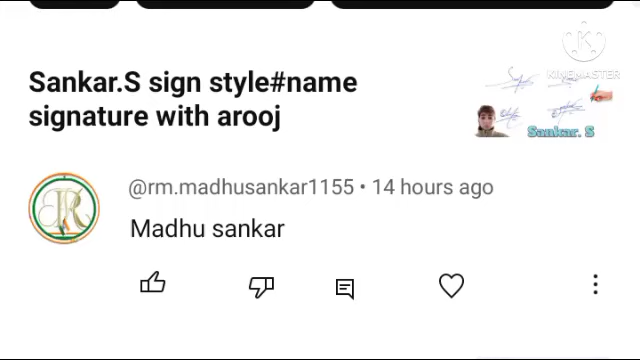 KINEMASTER
Sankar.S sign style#name
signature with arooj
Sankar. S
@rm.madhusankar1155 • 14 hours ago
Madhu sankar